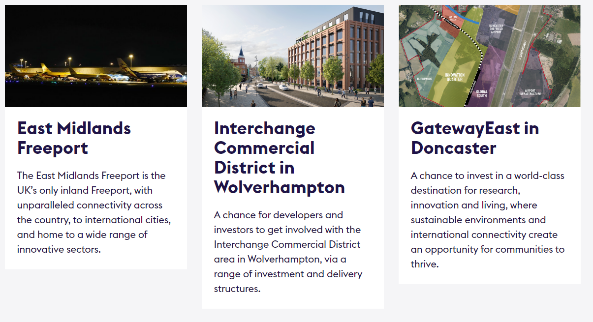 East Midlands
Freeport
The East Midlands Freeport is the
UK's only inland Freeport, with
unparalleled connectivity across
the country, to international cities,
and home to a wide range of
innovative sectors.
Interchange
Commercial
District in
Wolverhampton
A chance for developers and
investors to get involved with the
Interchange Commercial District
area in Wolverhampton, via a
range of investment and delivery
structures.
GatewayEast in
Doncaster
A chance to invest in a world-class
destination for research,
innovation and living, where
sustainable environments and
international connectivity create
an opportunity for communities to
thrive.